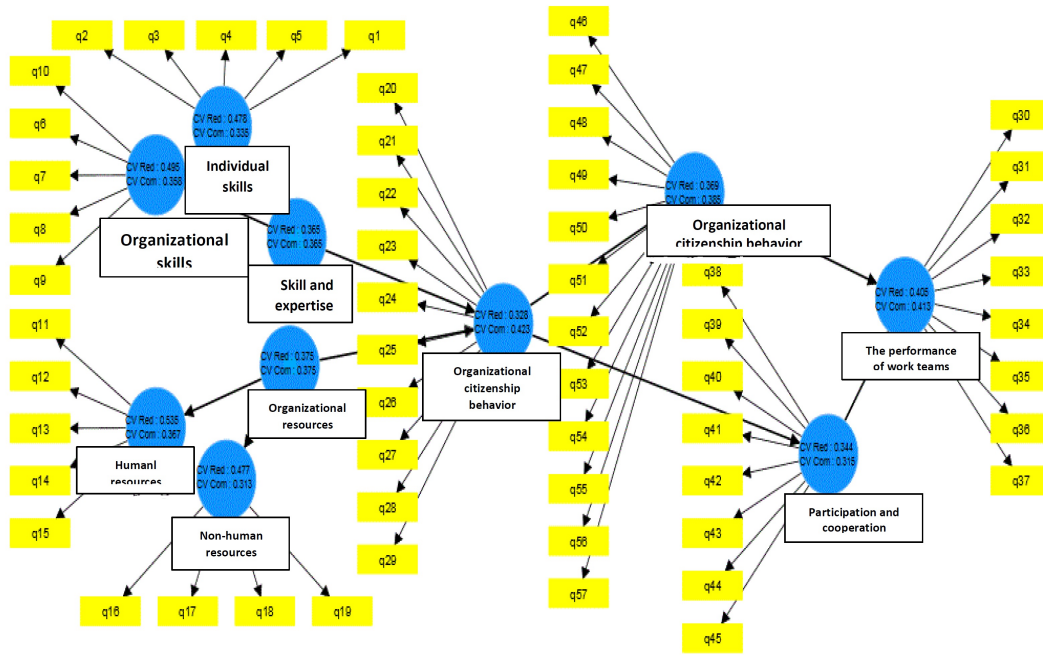 q2
q3
q4
q5
q1
q10
q6
q7
q8
q9
CV Red : 0.478
CV Com : 0.335
Individual
skills
CV Red : 0.495
CV Com : 0.358
Organizational
skills
CV Red : 0.365
CV Com : 0.365
Skill and
expertise
q11
q12
q13
q14
q15
CV Red : 0.375
CV Com : 0.375
Organizational
resources
CV Red : 0.535
CV Com : 0.367
Humanl
resources
CV Red : 0.477
CV Com : 0.313
Non-human
resources
q16
q17
q18
q19
q20
q21
q22
q23
q24
q25
q26
q27
q28
q29
CV Red : 0.328
CV Com : 0.423
Organizational
citizenship
behavior
q46
q47
q48
q49
q50
q51
q52
q53
q54
q55
q56
q57
CV Red : 0.369
CV Com : 0.385
Organizational
citizenship behavior
q38
q39
q40
q41
q42
q43
q44
q45
CV Red : 0.344
CV Com : 0.315
Participation and
cooperation
CV Red : 0.405
CV Com : 0.413
The performance
of work teams
q30
q31
q32
q33
q34
q35
q36
q37